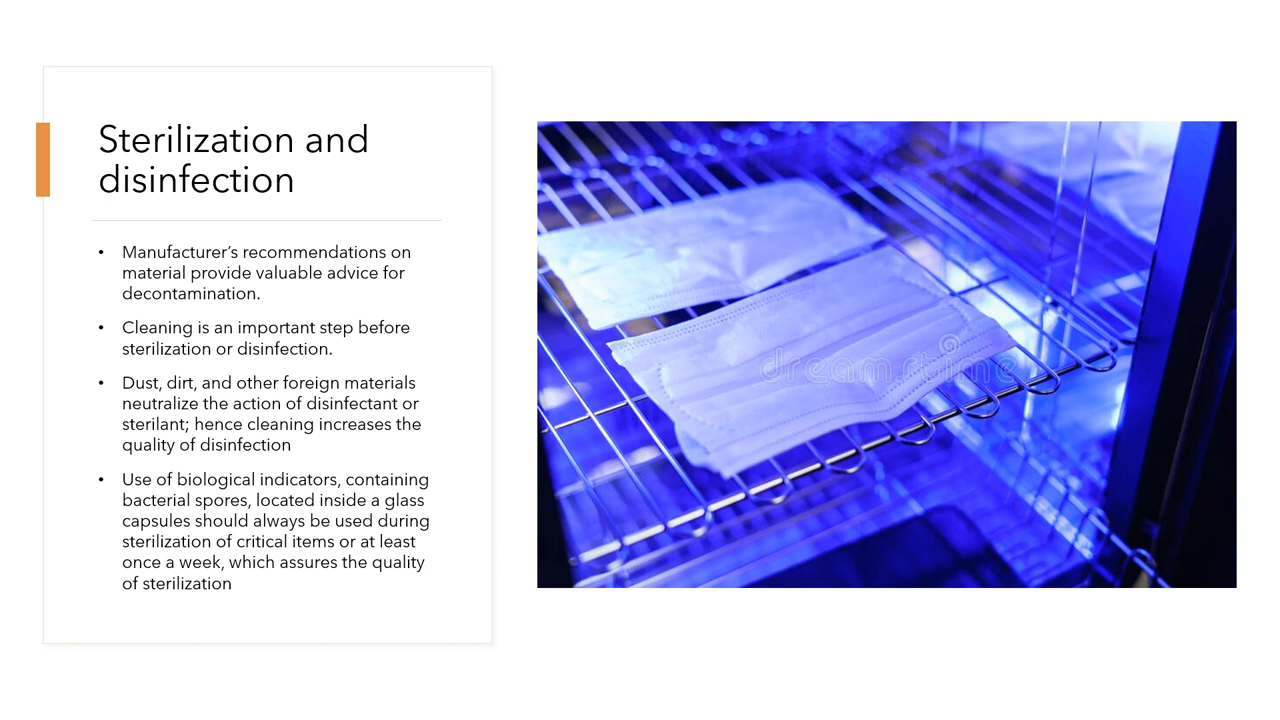 Sterilization and
disinfection
• Manufacturer’s recommendations on
material provide valuable advice for
decontamination.
• Cleaning is an important step before
sterilization or disinfection.
• Dust, dirt, and other foreign materials
neutralize the action of disinfectant or
sterilant; hence cleaning increases the
quality of disinfection
• Use of biological indicators, containing
bacterial spores, located inside a glass
capsules should always be used during
sterilization of critical items or at least
once a week, which assures the quality
of sterilization
dreamstime